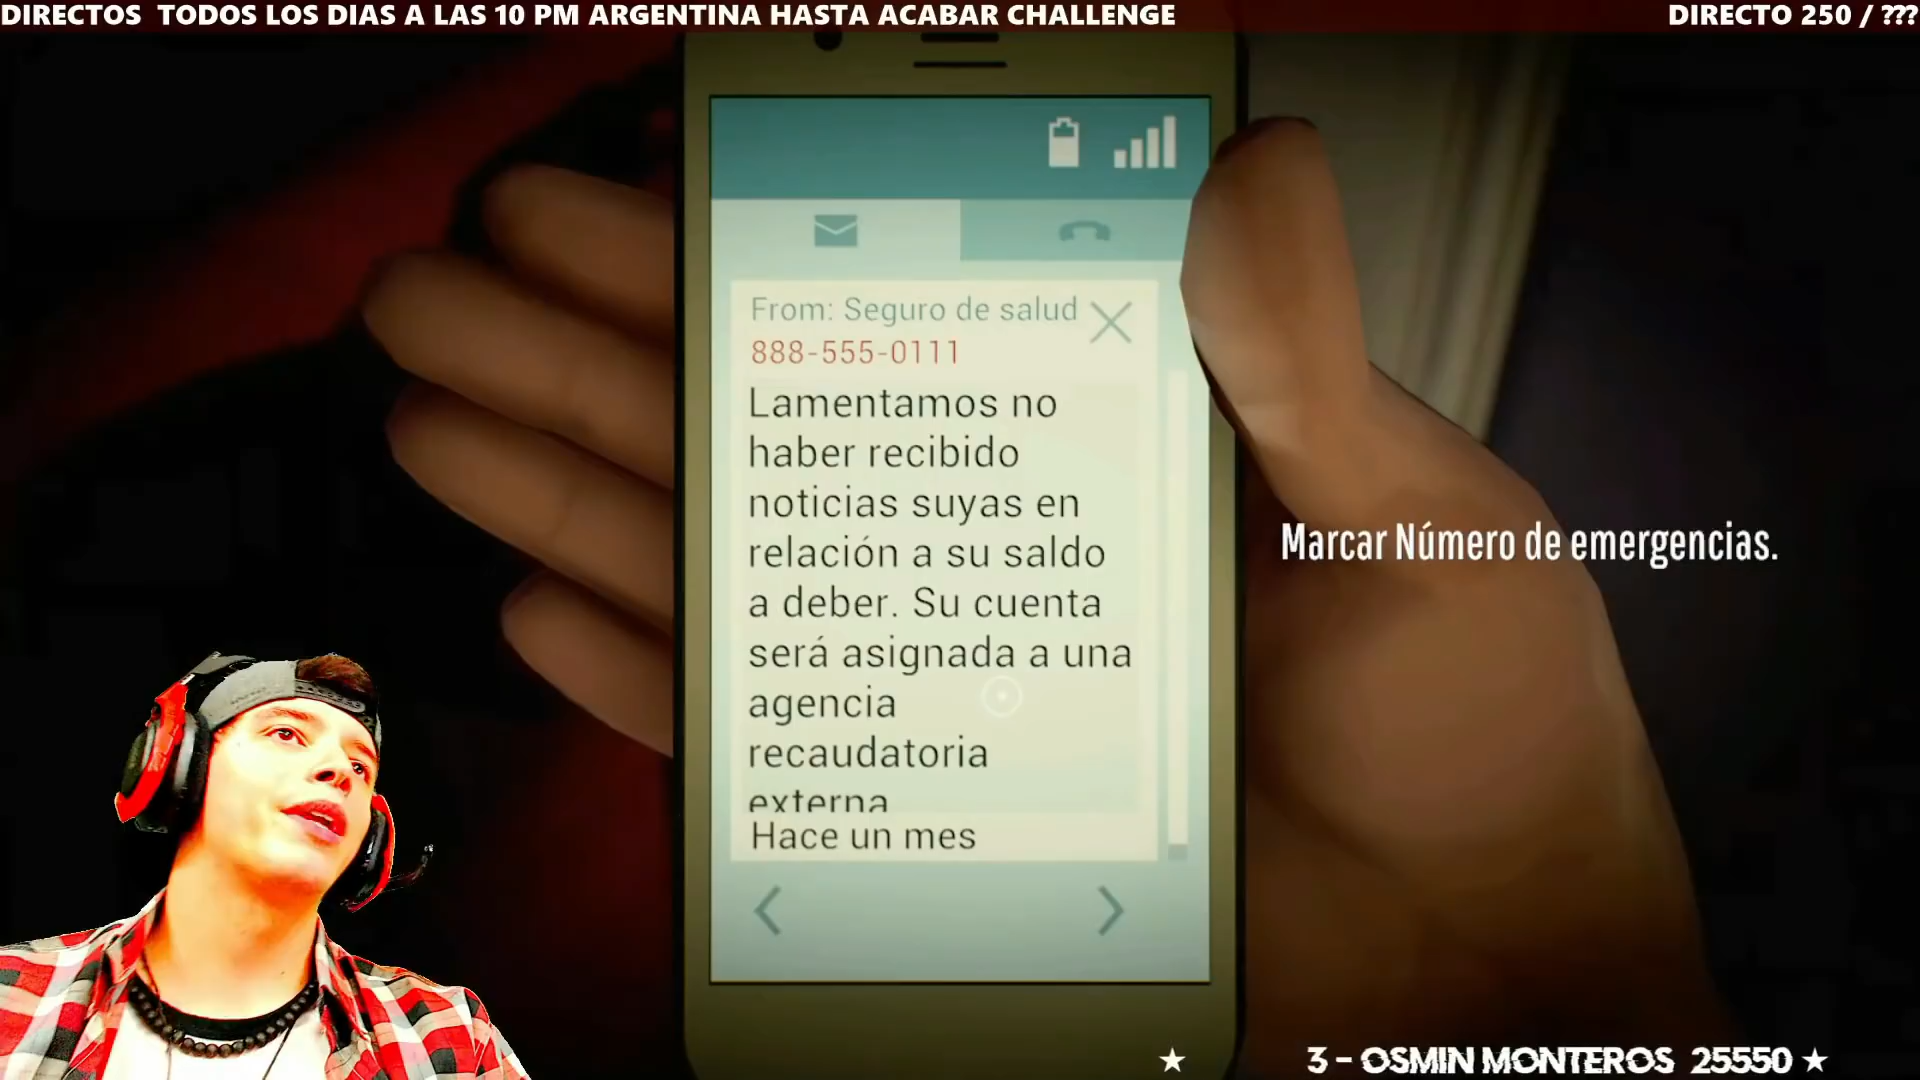 DIRECTOS TODOS LOS DIAS A LAS 10 PM ARGENTINA HASTA ACABAR CHALLENGE
DIRECTO 250 / ???
From: Seguro de salud
888-555-0111
Lamentamos no
haber recibido
noticias suyas en
relación a su saldo
a deber. Su cuenta
será asignada a una
agencia
recaudatoria
externa
Hace un mes
Marcar Número de emergencias.
★ 3 - OSMIN MONTEROS 25550 ★